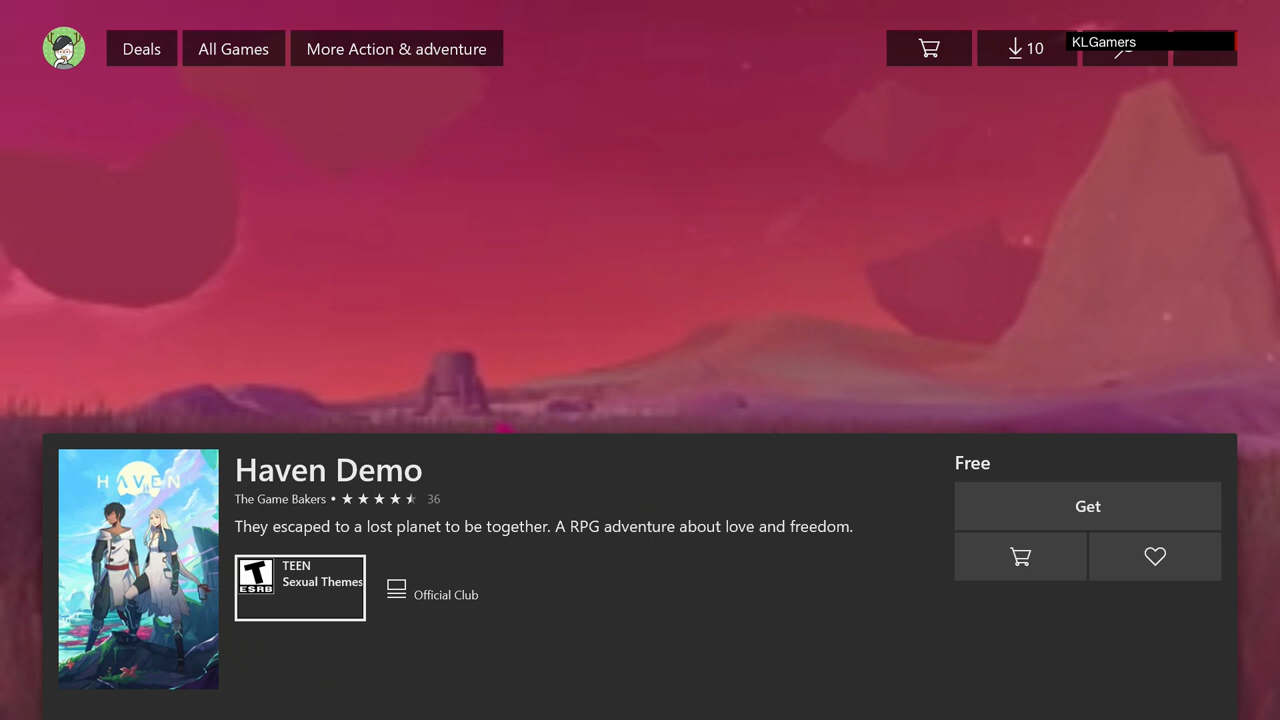 Deals
All Games
More Action & adventure
10
KLGamers
HAVEN
Haven Demo
The Game Bakers • ★ ★ ★ ★ 36
They escaped to a lost planet to be together. A RPG adventure about love and freedom.
T
ESRB
TEEN
Sexual Themes
Official Club
Free
Get